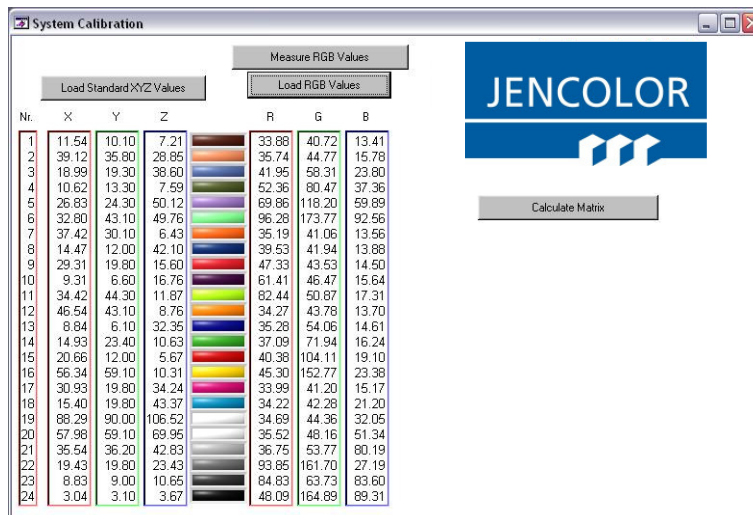 System Calibration
Measure RGB Values
Load Standard XYZ Values
Load RGB Values
JENCOLOR
Nr. X Y Z R G B
1 11.54 10.10 7.21 33.88 40.72 13.41
2 39.12 35.80 28.85 35.74 44.77 15.78
3 18.99 19.30 38.60 41.95 58.31 23.80
4 10.62 13.30 7.59 52.36 80.47 37.36
5 26.83 24.30 50.12 69.86 118.20 59.89
6 32.80 43.10 49.76 96.28 173.77 92.56
7 37.42 30.10 6.43 35.19 41.06 13.56
8 14.47 12.00 42.10 39.53 41.94 13.88
9 29.31 19.80 15.60 47.33 43.53 14.50
10 9.31 6.60 16.76 61.41 46.47 15.64
11 34.42 44.30 11.87 82.44 50.87 17.31
12 46.54 43.10 8.76 34.27 43.78 13.70
13 8.84 6.10 32.35 35.28 54.06 14.61
14 14.93 23.40 10.63 37.09 71.94 16.24
15 20.66 12.00 5.67 40.38 104.11 19.10
16 56.34 59.10 10.31 45.30 152.77 23.38
17 30.93 19.80 34.24 33.99 41.20 15.17
18 15.40 19.80 43.37 34.22 42.28 21.20
19 88.29 90.00 106.52 34.69 44.36 32.05
20 57.98 59.10 69.95 35.52 48.16 51.34
21 35.54 36.20 42.83 36.75 53.77 80.19
22 19.43 19.80 23.43 93.85 161.70 27.19
23 8.83 9.00 10.65 84.83 63.73 83.60
24 3.04 3.10 3.67 48.09 164.89 89.31
Calculate Matrix